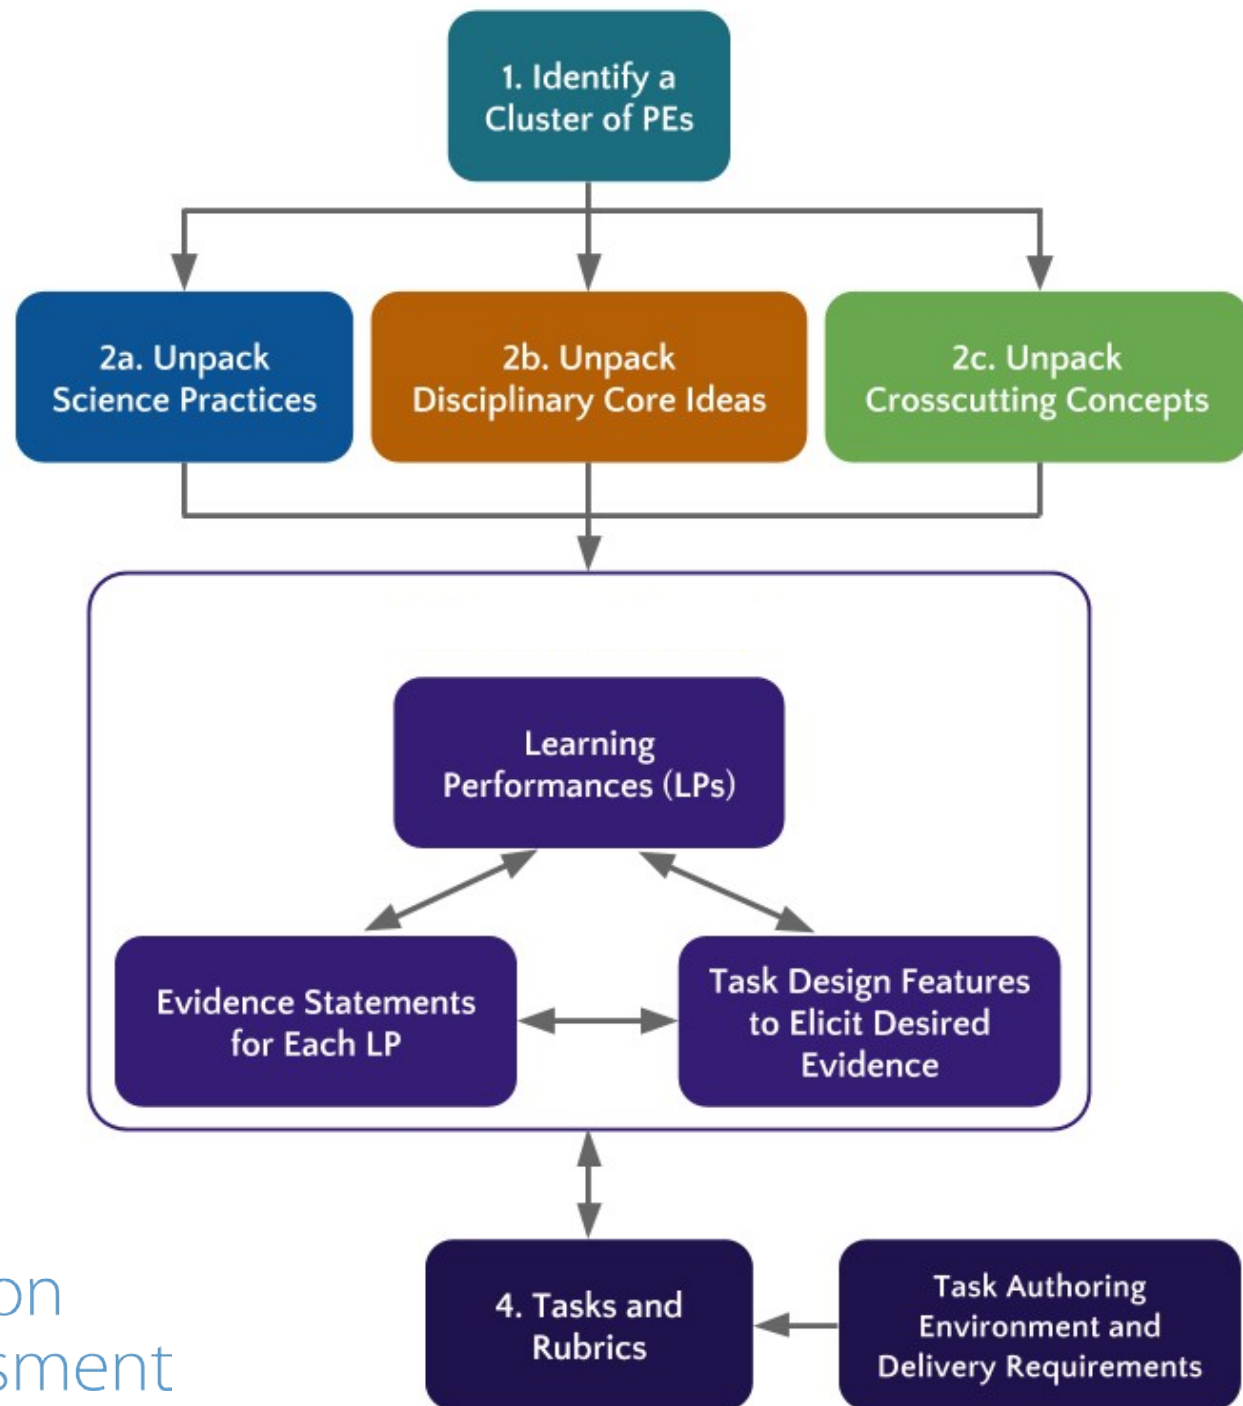 1. Identify a
Cluster of PEs
2a. Unpack
Science Practices
2b. Unpack
Disciplinary Core Ideas
2c. Unpack
Crosscutting Concepts
Learning
Performances (LPs)
Evidence Statements
for Each LP
Task Design Features
to Elicit Desired
Evidence
4. Tasks and
Rubrics
Task Authoring
Environment and
Delivery Requirements
on
sment